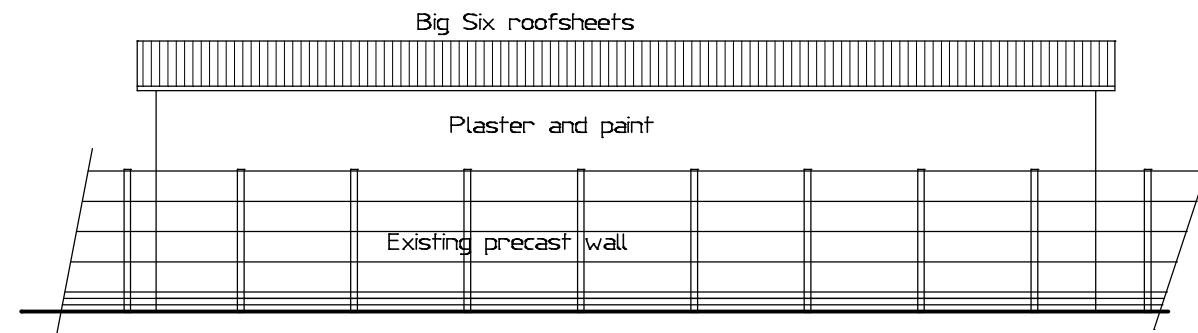 Big Six roofsheets
Plaster and paint
Existing precast wall